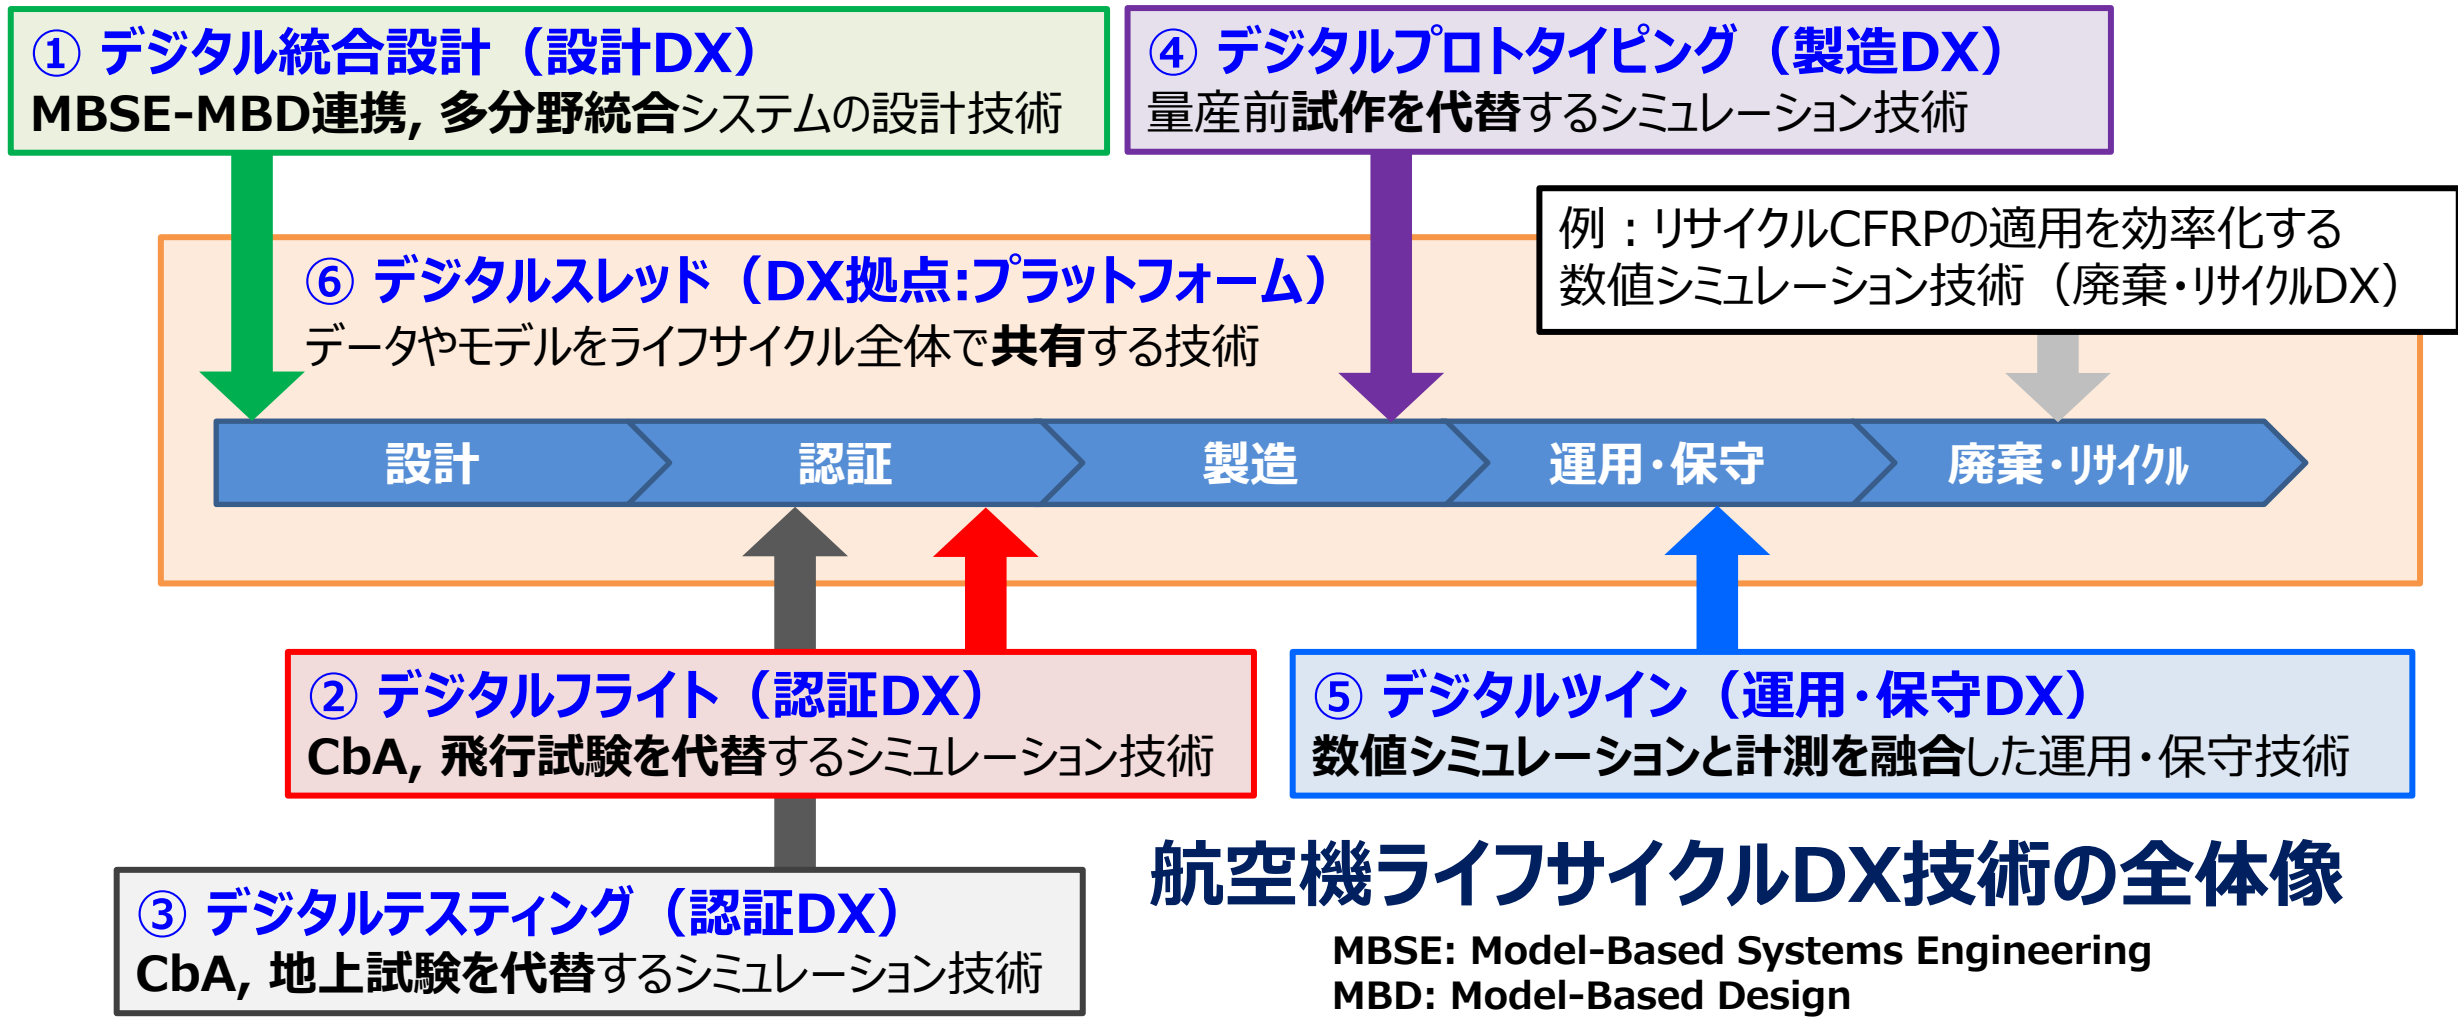 ① デジタル統合設計（設計DX）
MBSE-MBD連携, 多分野統合システムの設計技術
④ デジタルプロトタイピング（製造DX）
量産前試作を代替するシミュレーション技術
例：リサイクルCFRPの適用を効率化する
数値シミュレーション技術（廃棄・リサイクルDX）
⑥ デジタルスレッド（DX拠点:プラットフォーム）
データやモデルをライフサイクル全体で共有する技術
設計
認証
製造
運用・保守
廃棄・リサイクル
② デジタルフライト（認証DX）
CbA, 飛行試験を代替するシミュレーション技術
⑤ デジタルツイン（運用・保守DX）
数値シミュレーションと計測を融合した運用・保守技術
③ デジタルテスティング（認証DX）
CbA, 地上試験を代替するシミュレーション技術
航空機ライフサイクルDX技術の全体像
MBSE: Model-Based Systems Engineering
MBD: Model-Based Design